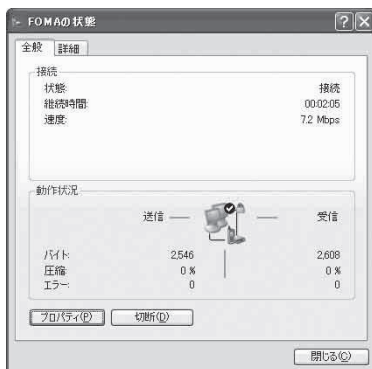 FOMAの状態
全般 詳細
接続
状態: 接続
継続時間: 00:02:05
速度: 7.2 Mbps
動作状況
送信 受信
バイト: 2,546 2,608
圧縮: 0 % 0 %
エラー: 0 0
プロパティ(P) 切断(D)
閉じる(C)